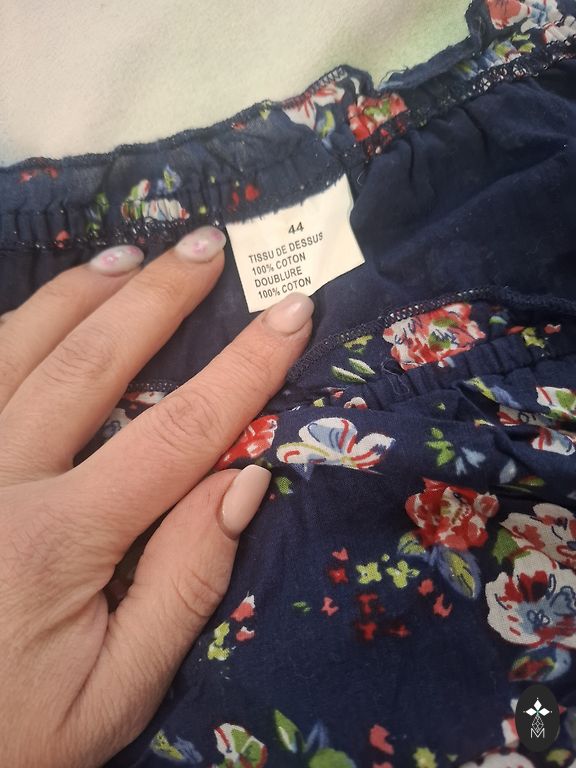 44
TISSU DE DESSUS
100% COTON
DOUBLURE
100% COTON